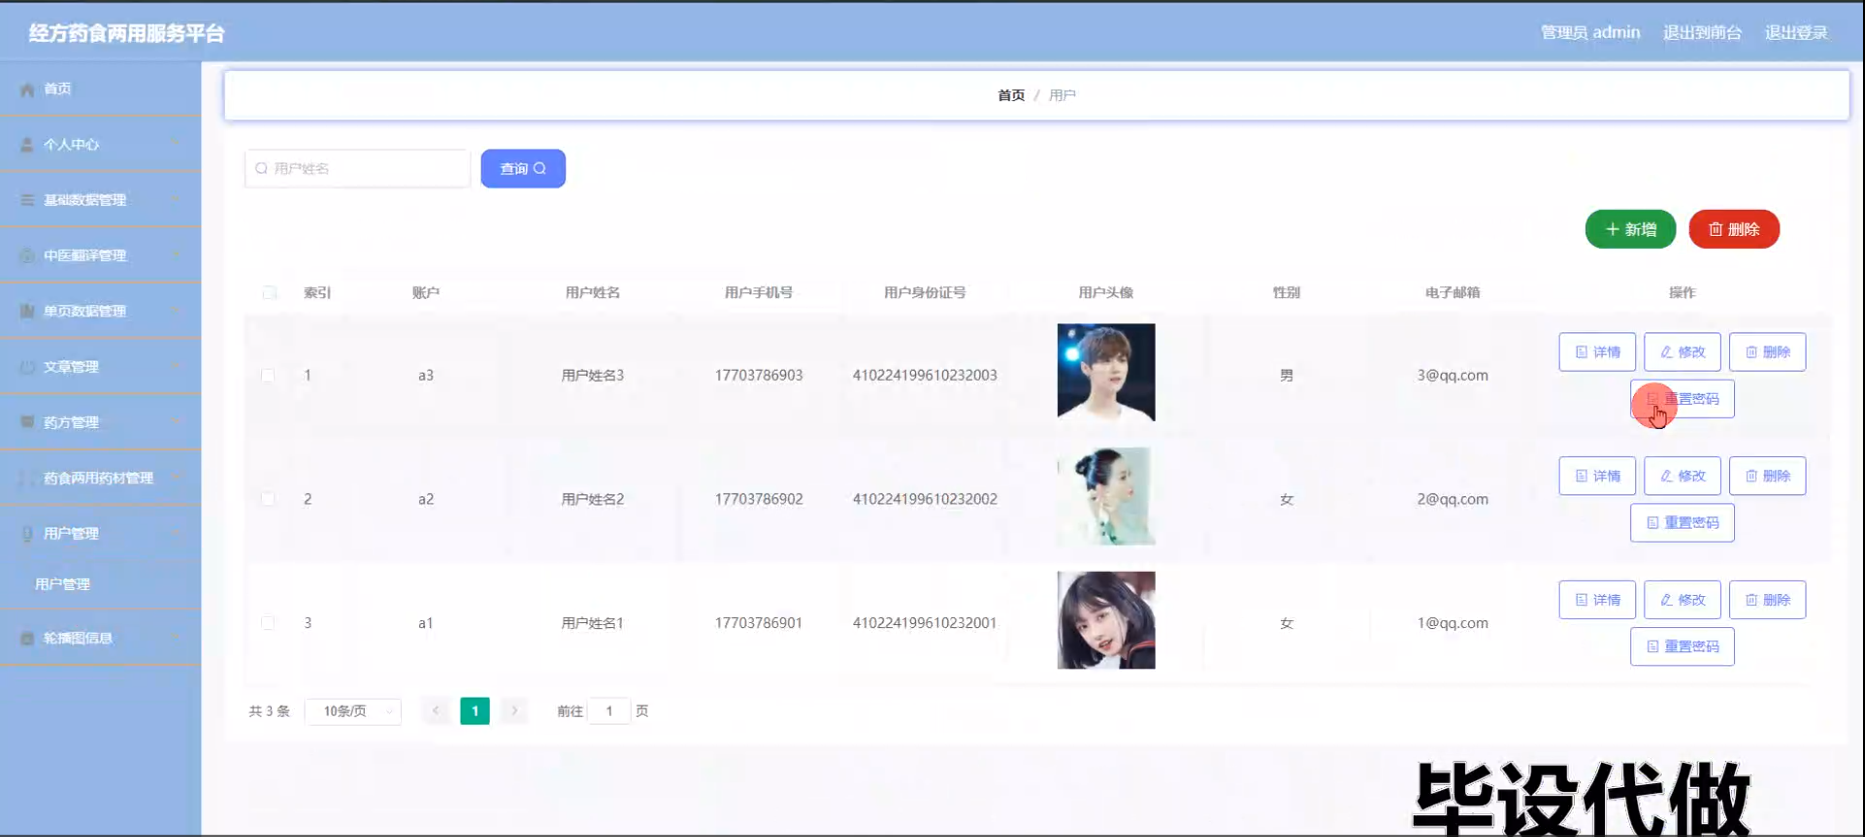 经方药食两用服务平台
管理员 admin 退出到前台 退出登录
首页
个人中心
基础数据管理
中医翻译管理
单页数据管理
文章管理
药方管理
药食两用药材管理
用户管理
用户管理
轮播图信息
首页 / 用户
用户姓名 查询
+ 新增 删除
索引 账户 用户姓名 用户手机号 用户身份证号 用户头像 性别 电子邮箱 操作
1 a3 用户姓名3 17703786903 410224199610232003 男 3@qq.com 详情 修改 删除
重置密码
2 a2 用户姓名2 17703786902 410224199610232002 女 2@qq.com 详情 修改 删除
重置密码
3 a1 用户姓名1 17703786901 410224199610232001 女 1@qq.com 详情 修改 删除
重置密码
共 3 条 10条/页 < 1 > 前往 1 页
毕设代做